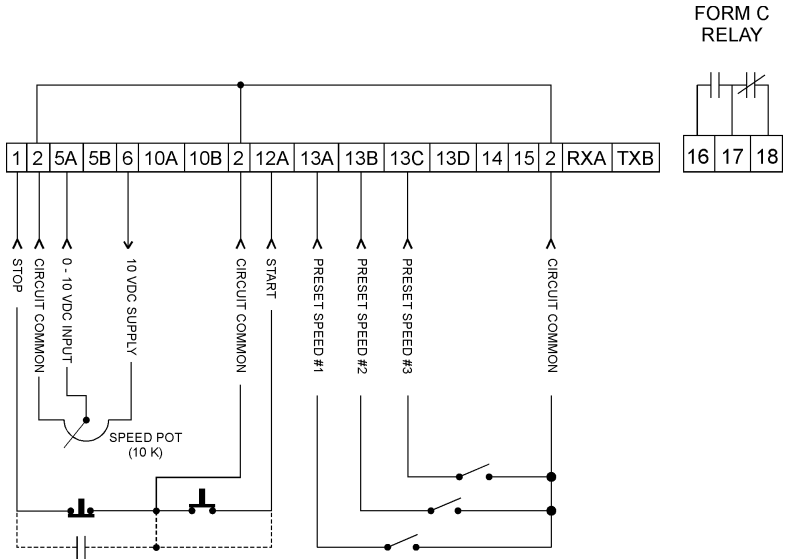 FORM C
RELAY
1 2 5A 5B 6 10A 10B 2 12A 13A 13B 13C 13D 14 15 2 RXA TXB
16 17 18
STOP
CIRCUIT COMMON
0 - 10 VDC INPUT
10 VDC SUPPLY
CIRCUIT COMMON
START
PRESET SPEED #1
PRESET SPEED #2
PRESET SPEED #3
CIRCUIT COMMON
SPEED POT
(10 K)